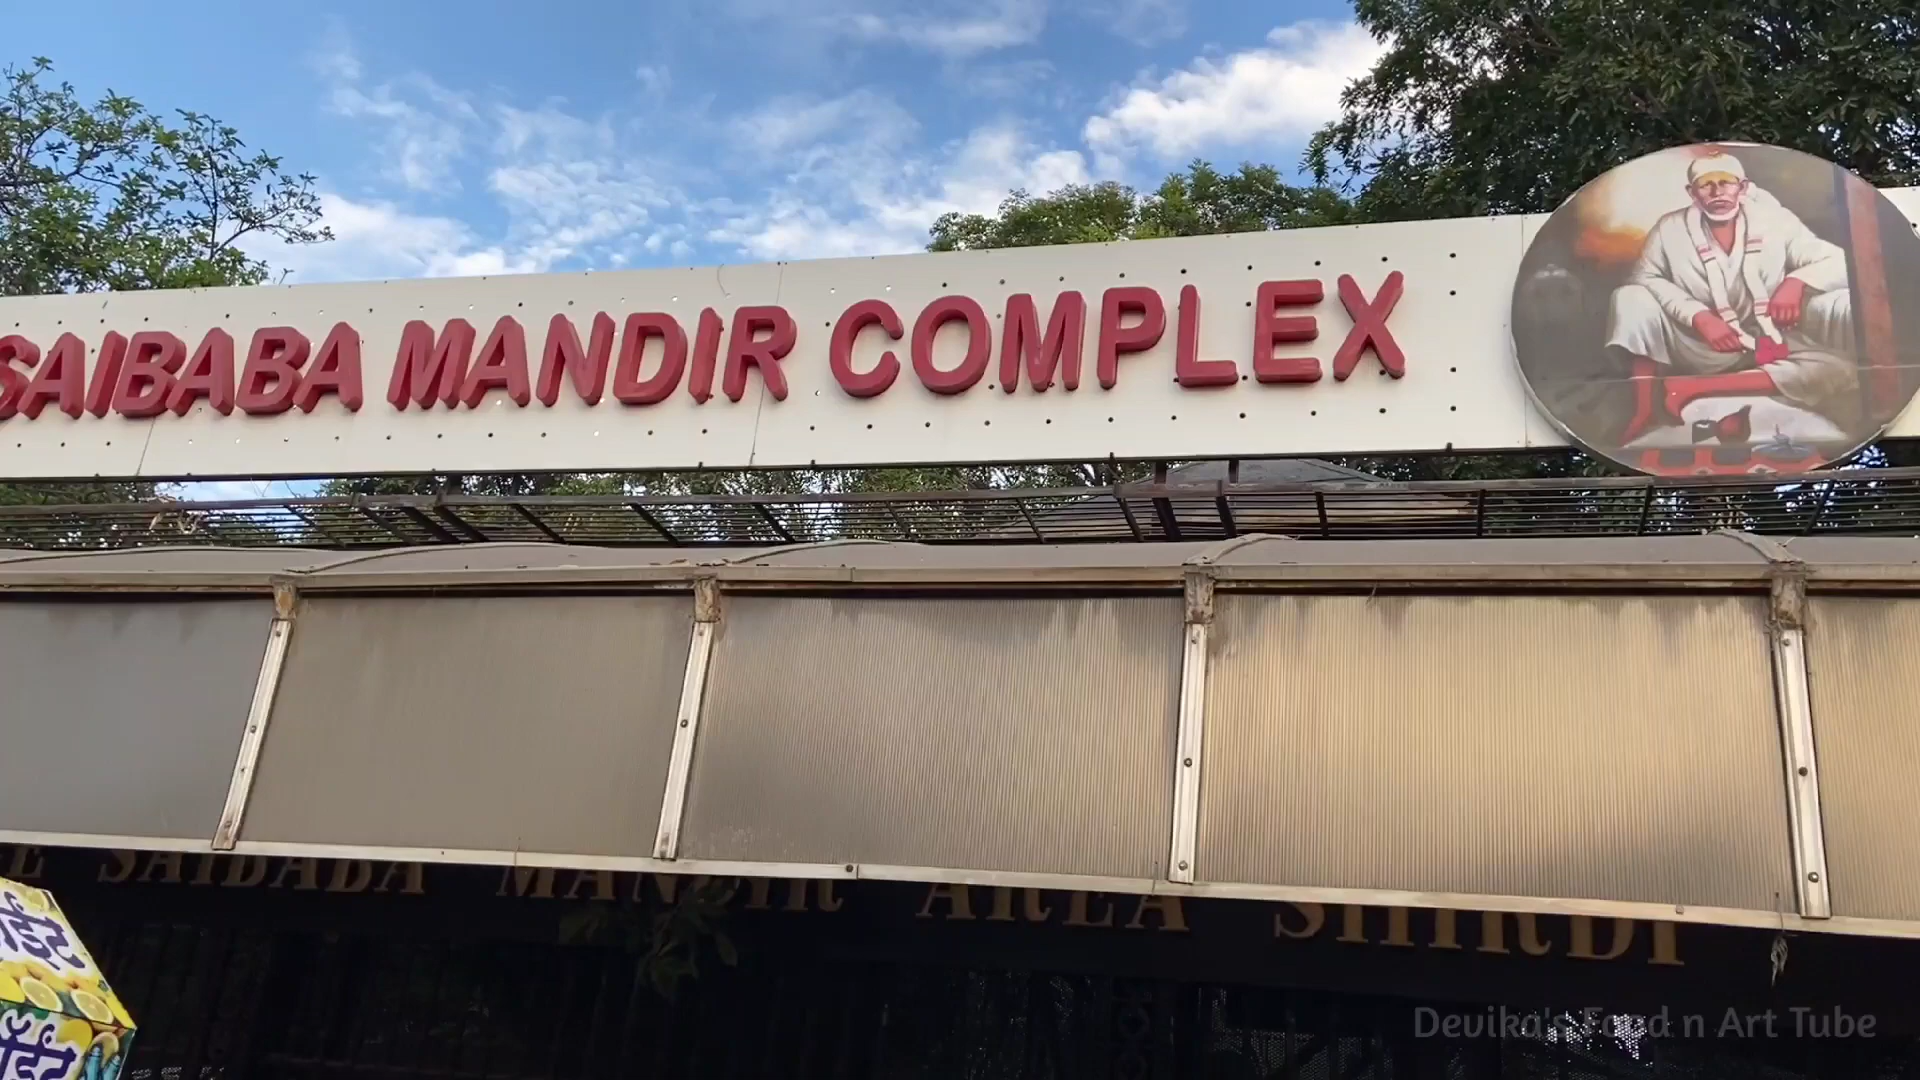 SAIBABA MANDIR COMPLEX
SAIBABA MANDIR AREA SHIRDI
Devika's Food n Art Tube